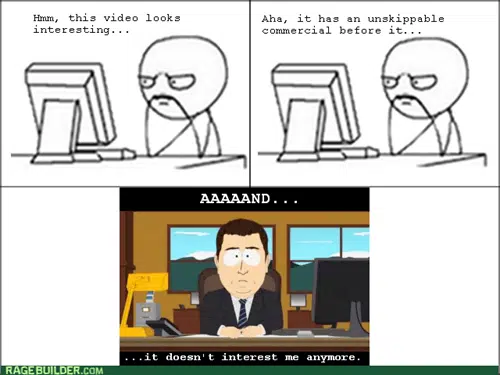 Hmm, this video looks
interesting...
Aha, it has an unskippable
commercial before it...
AAAAAND...
...it doesn't interest me anymore.
RAGEBUILDER.COM